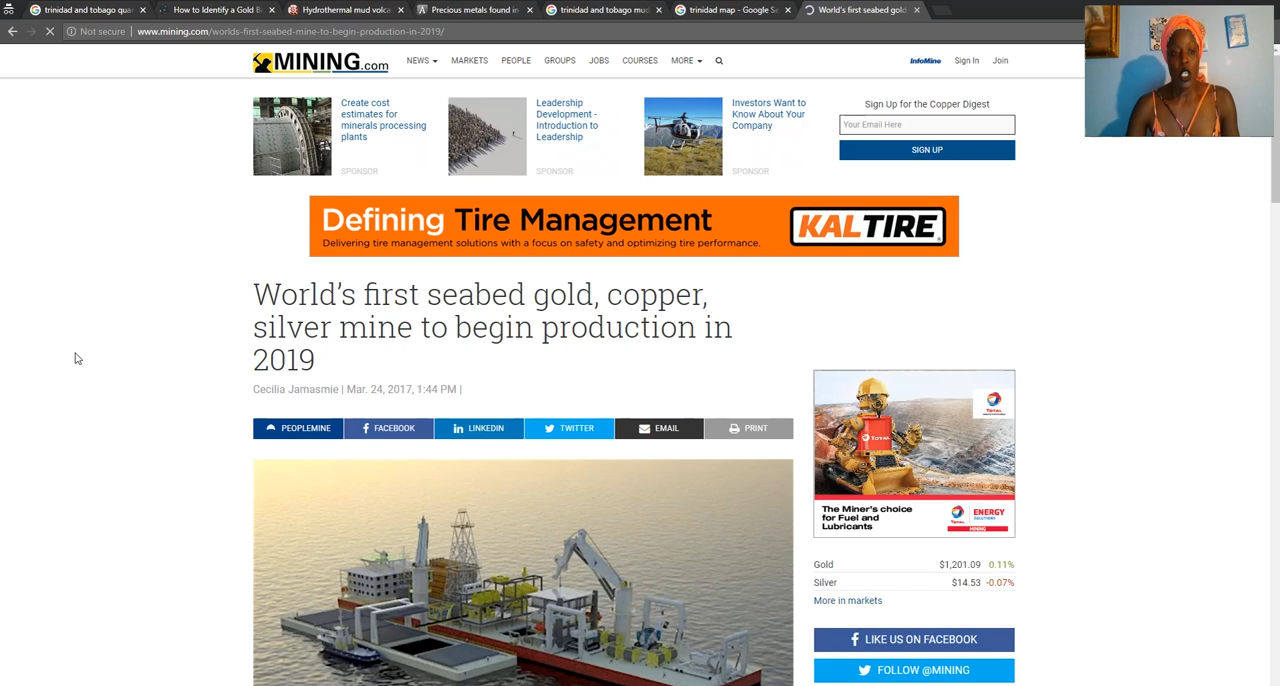 trinidad and tobago qua
How to Identify a Gold B
Hydrothermal mud volca
Precious metals found in
trinidad and tobago mud
trinidad map - Google Se
World's first seabed gold,
Not secure
www.mining.com/worlds-first-seabed-mine-to-begin-production-in-2019/
MINING.com
NEWS
MARKETS
PEOPLE
GROUPS
JOBS
COURSES
MORE
InfoMine
Sign In
Join
Create cost
estimates for
minerals processing
plants
SPONSOR
Leadership
Development -
Introduction to
Leadership
SPONSOR
Investors Want to
Know About Your
Company
SPONSOR
Sign Up for the Copper Digest
Your Email Here
SIGN UP
Defining Tire Management
Delivering tire management solutions with a focus on safety and optimizing tire performance.
KALTIRE
World's first seabed gold, copper,
silver mine to begin production in
2019
Cecilia Jamasmie | Mar. 24, 2017, 1:44 PM |
PEOPLEMINE
FACEBOOK
LINKEDIN
TWITTER
EMAIL
PRINT
TOTAL
TOTAL
The Miner's choice
for Fuel and
Lubricants
TOTAL
ENERGY
SOLUTIONS
MINING
Gold $1,201.09 0.11%
Silver $14.53 -0.07%
More in markets
LIKE US ON FACEBOOK
FOLLOW @MINING